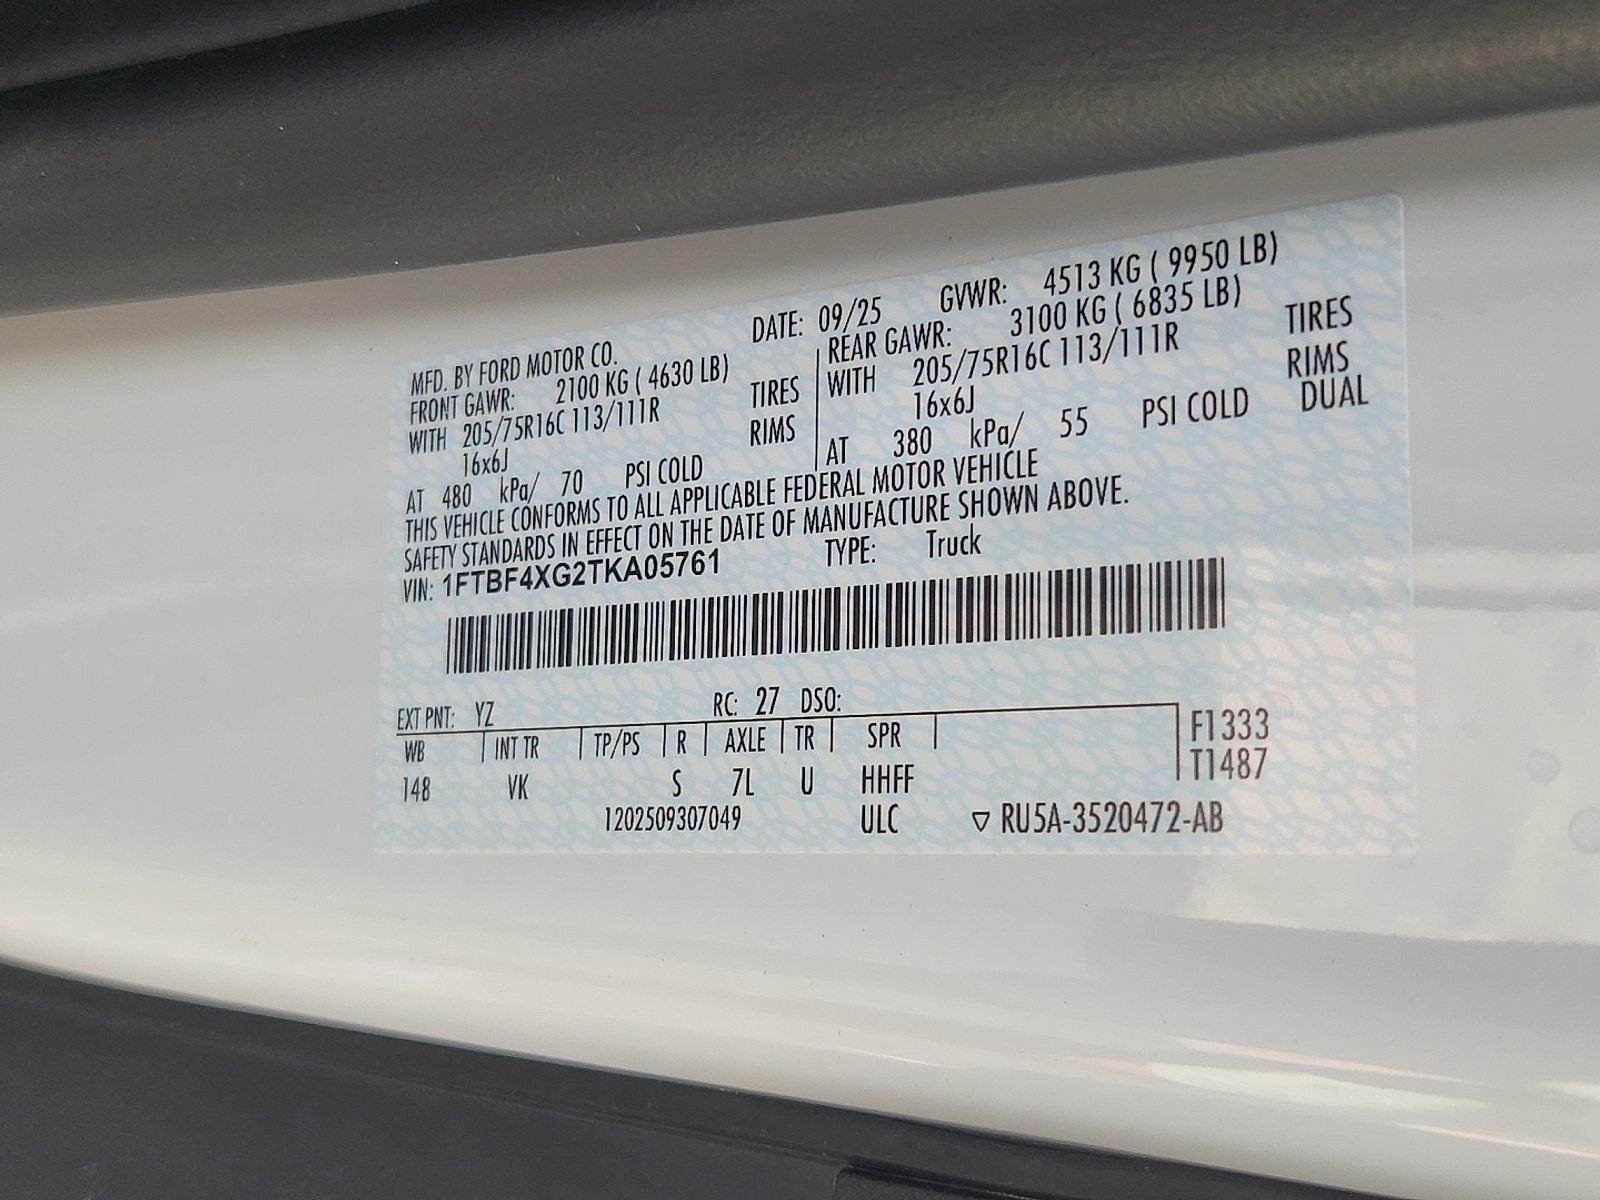 MFD. BY FORD MOTOR CO. DATE: 09/25 GVWR: 4513 KG ( 9950 LB)
FRONT GAWR: 2100 KG ( 4630 LB) REAR GAWR: 3100 KG ( 6835 LB)
WITH 205/75R16C 113/111R TIRES WITH 205/75R16C 113/111R TIRES
16x6J RIMS 16x6J RIMS
AT 480 kPa/ 70 PSI COLD AT 380 kPa/ 55 PSI COLD DUAL
THIS VEHICLE CONFORMS TO ALL APPLICABLE FEDERAL MOTOR VEHICLE
SAFETY STANDARDS IN EFFECT ON THE DATE OF MANUFACTURE SHOWN ABOVE.
VIN: 1FTBF4XG2TKA05761 TYPE: Truck
EXT PNT: YZ RC: 27 DSO:
WB INT TR TP/PS R AXLE TR SPR F1333
148 VK S 7L U HHFF T1487
1202509307049 ULC ▽ RU5A-3520472-AB